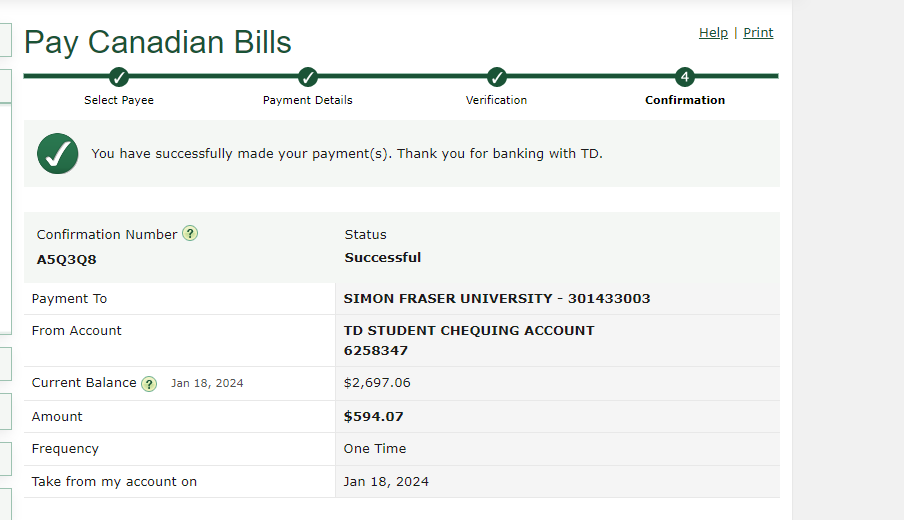 Pay Canadian Bills
Help | Print
4
Select Payee Payment Details Verification Confirmation
You have successfully made your payment(s). Thank you for banking with TD.
Confirmation Number ? Status
A5Q3Q8 Successful
Payment To SIMON FRASER UNIVERSITY - 301433003
From Account TD STUDENT CHEQUING ACCOUNT
6258347
Current Balance ? Jan 18, 2024 $2,697.06
Amount $594.07
Frequency One Time
Take from my account on Jan 18, 2024